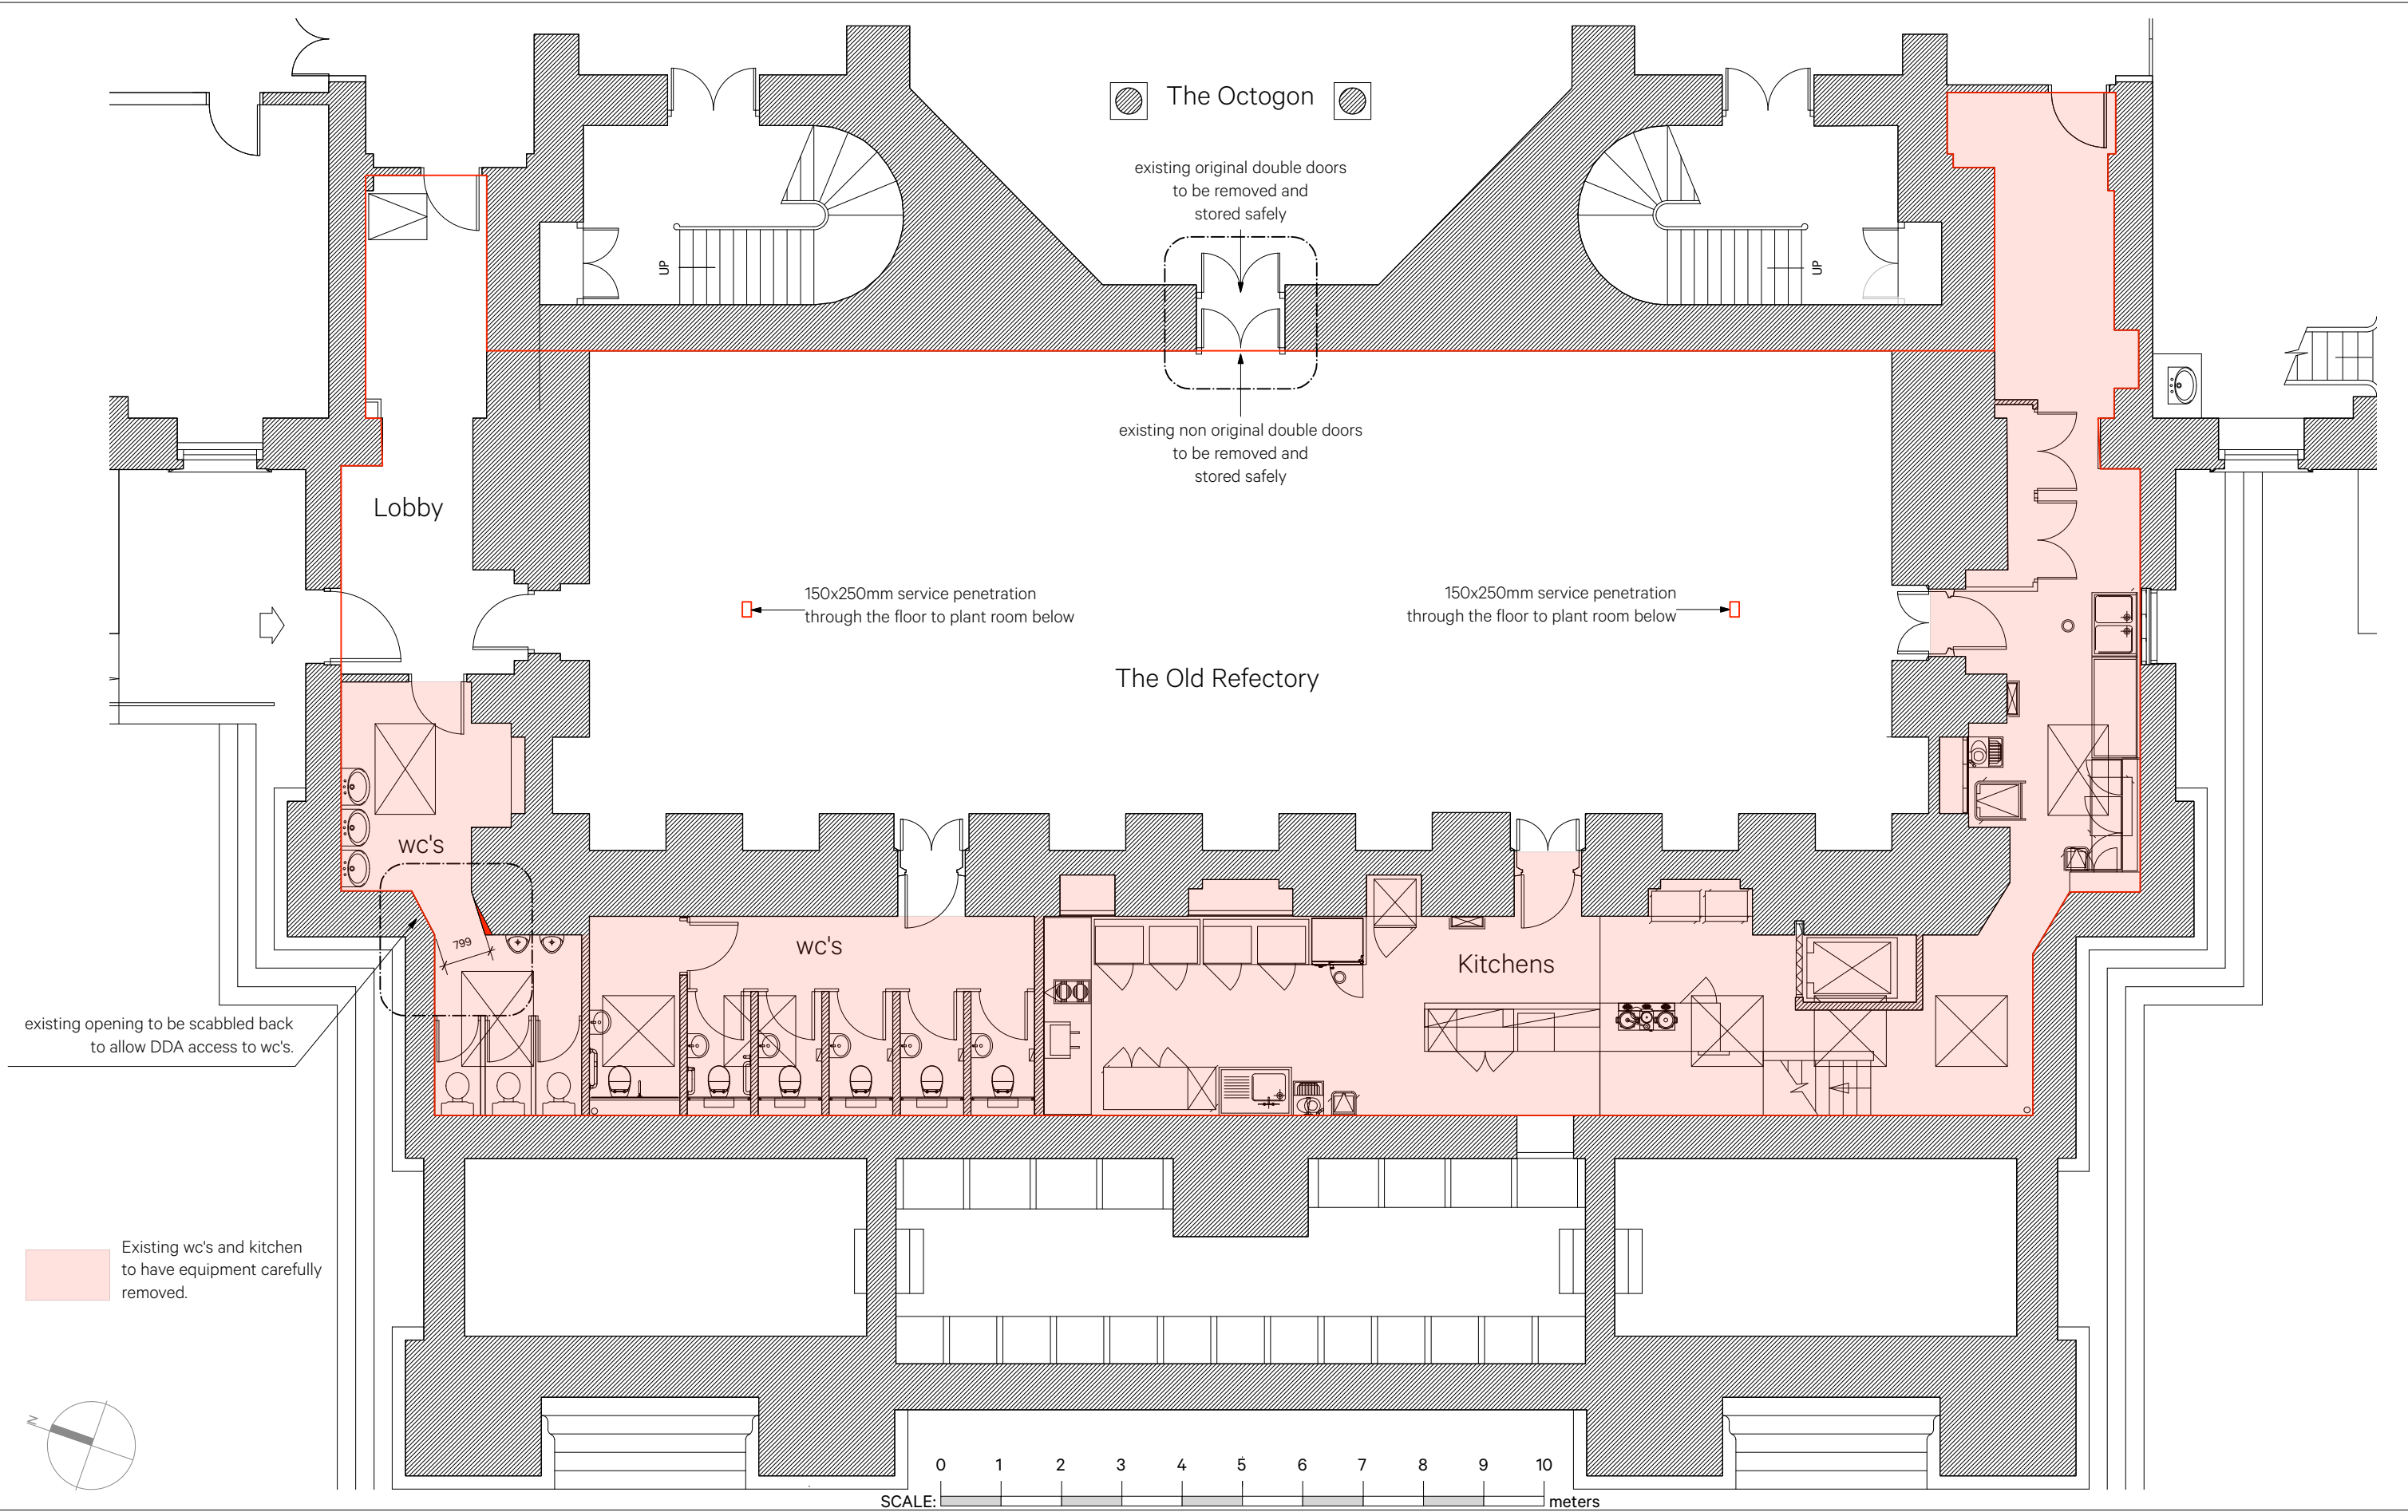 The Octogon
existing original double doors
to be removed and
stored safely
UP
UP
existing non original double doors
to be removed and
stored safely
Lobby
150x250mm service penetration
through the floor to plant room below
150x250mm service penetration
through the floor to plant room below
The Old Refectory
wc's
799
wc's
Kitchens
existing opening to be scabbled back
to allow DDA access to wc's.
Existing wc's and kitchen
to have equipment carefully
removed.
N
0 1 2 3 4 5 6 7 8 9 10
SCALE: meters